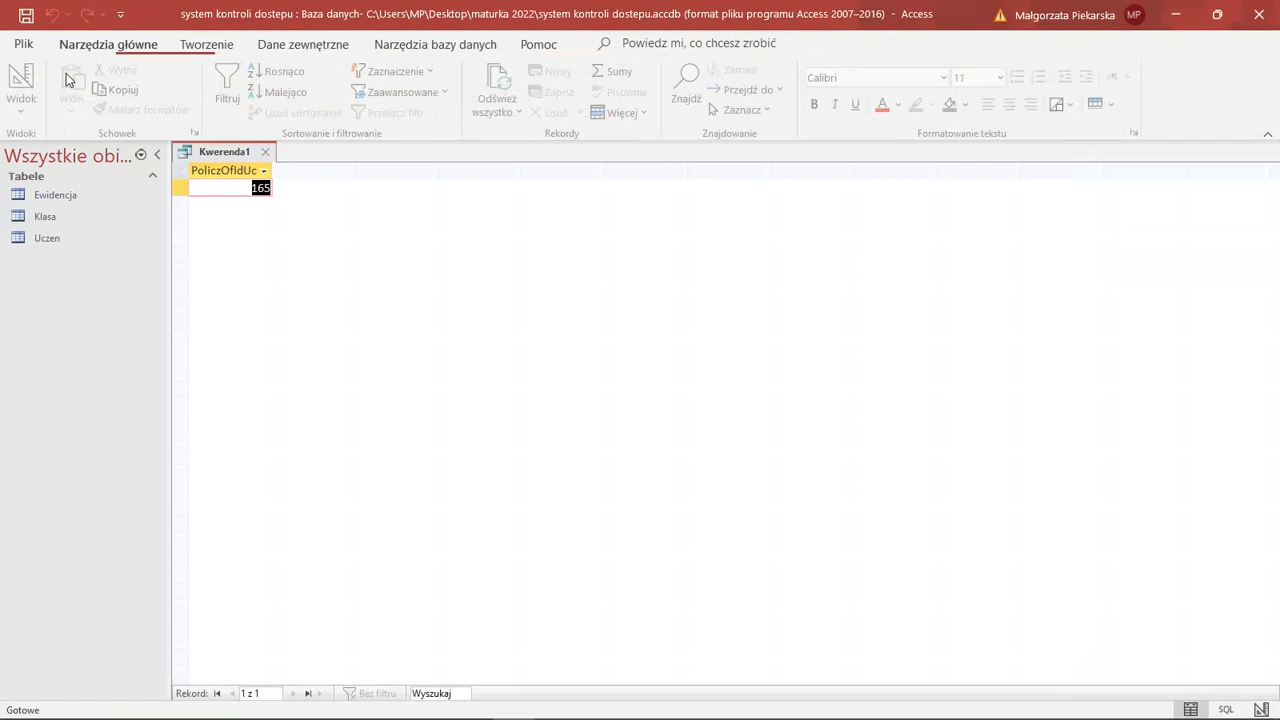 system kontroli dostępu : Baza danych- C:\Users\MP\Desktop\maturka 2022\system kontroli dostepu.accdb (format pliku programu Access 2007–2016) - Access
Małgorzata Piekarska
MP
Plik
Narzędzia główne
Tworzenie
Dane zewnętrzne
Narzędzia bazy danych
Pomoc
Powiedz mi, co chcesz zrobić
Widok
Widoki
Wklej
Wytnij
Kopiuj
Malarz formatów
Schowek
Filtruj
Rosnąco
Malejąco
Usuń
Zaznaczenie
Zaawansowane
Przełącz filtr
Sortowanie i filtrowanie
Odśwież
wszystko
Nowy
Zapisz
Usuń
Sumy
Pisownia
Więcej
Rekordy
Znajdź
Zamień
Przejdź do
Zaznacz
Znajdowanie
Calibri
11
Formatowanie tekstu
Wszystkie obi...
Tabele
Ewidencja
Klasa
Uczen
Kwerenda1
PoliczOfIdUc
165
Rekord:
1 z 1
Bez filtru
Wyszukaj
Gotowe
SQL